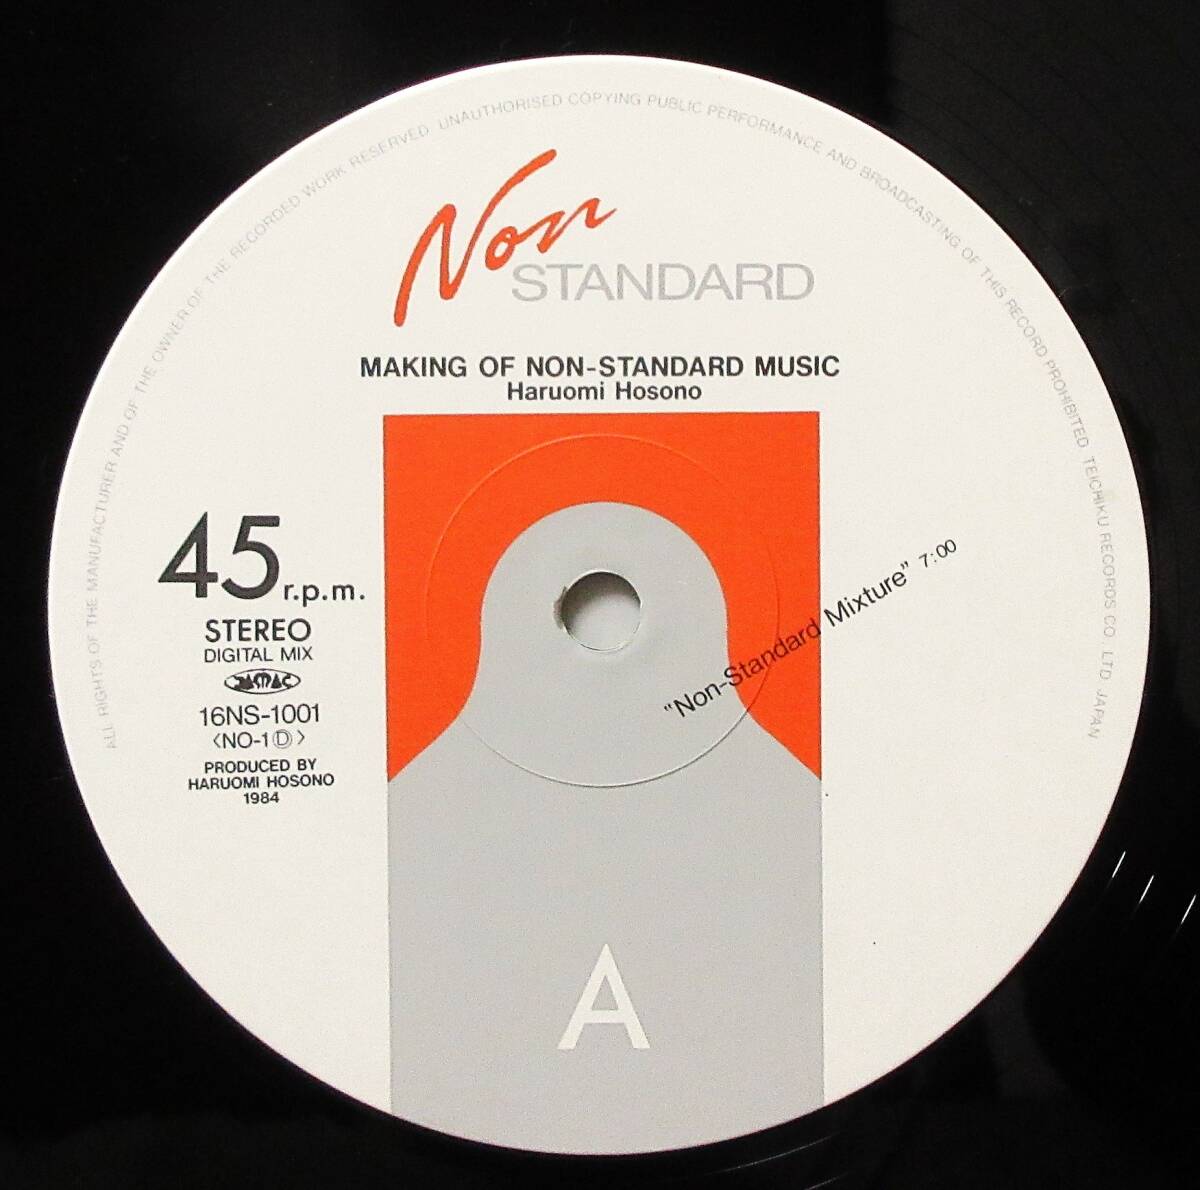 ALL RIGHTS OF THE MANUFACTURER AND OF THE OWNER OF THE RECORDED WORK RESERVED. UNAUTHORISED COPYING PUBLIC PERFORMANCE AND BROADCASTING OF THIS RECORD PROHIBITED. TEICHIKU RECORDS CO. LTD. JAPAN
Non
STANDARD
MAKING OF NON-STANDARD MUSIC
Haruomi Hosono
45 r.p.m.
STEREO
DIGITAL MIX
JASRAC
16NS-1001
〈NO-1Ⓓ〉
PRODUCED BY
HARUOMI HOSONO
1984
"Non-Standard Mixture" 7:00
A